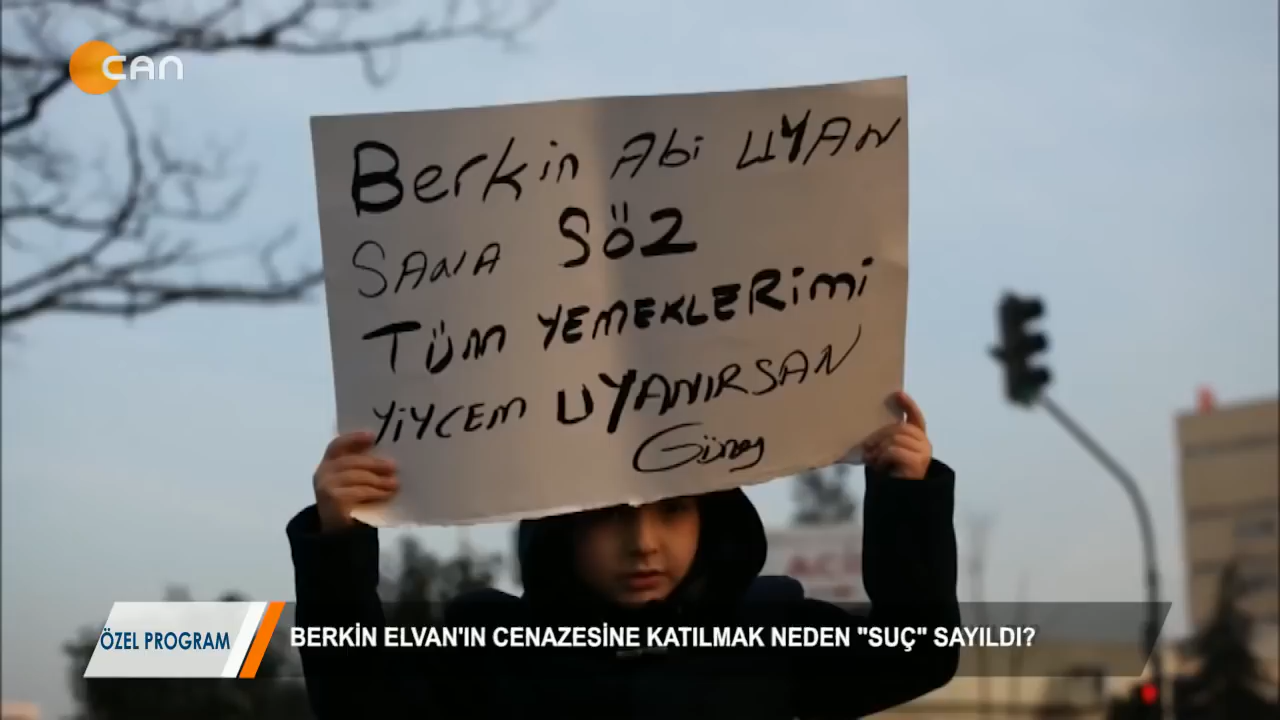 CAN
Berkin Abi UYAN
SANA SÖZ
TÜM YEMEKLERİMİ
YİYCEM UYANIRSAN
Güney
ACİL
ÖZEL PROGRAM
BERKİN ELVAN'IN CENAZESİNE KATILMAK NEDEN "SUÇ" SAYILDI?